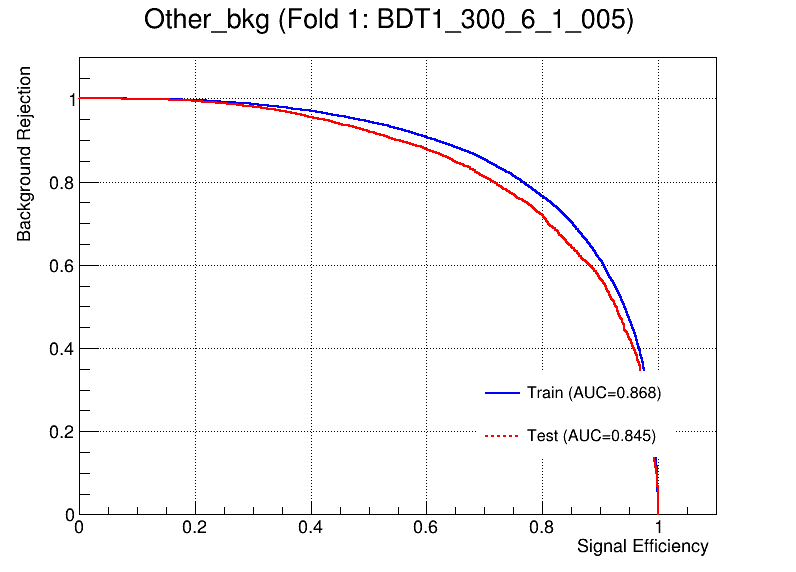 Other_bkg (Fold 1: BDT1_300_6_1_005)
Background Rejection
1
0.8
0.6
0.4
0.2
0
Train (AUC=0.868)
Test (AUC=0.845)
0 0.2 0.4 0.6 0.8 1
Signal Efficiency